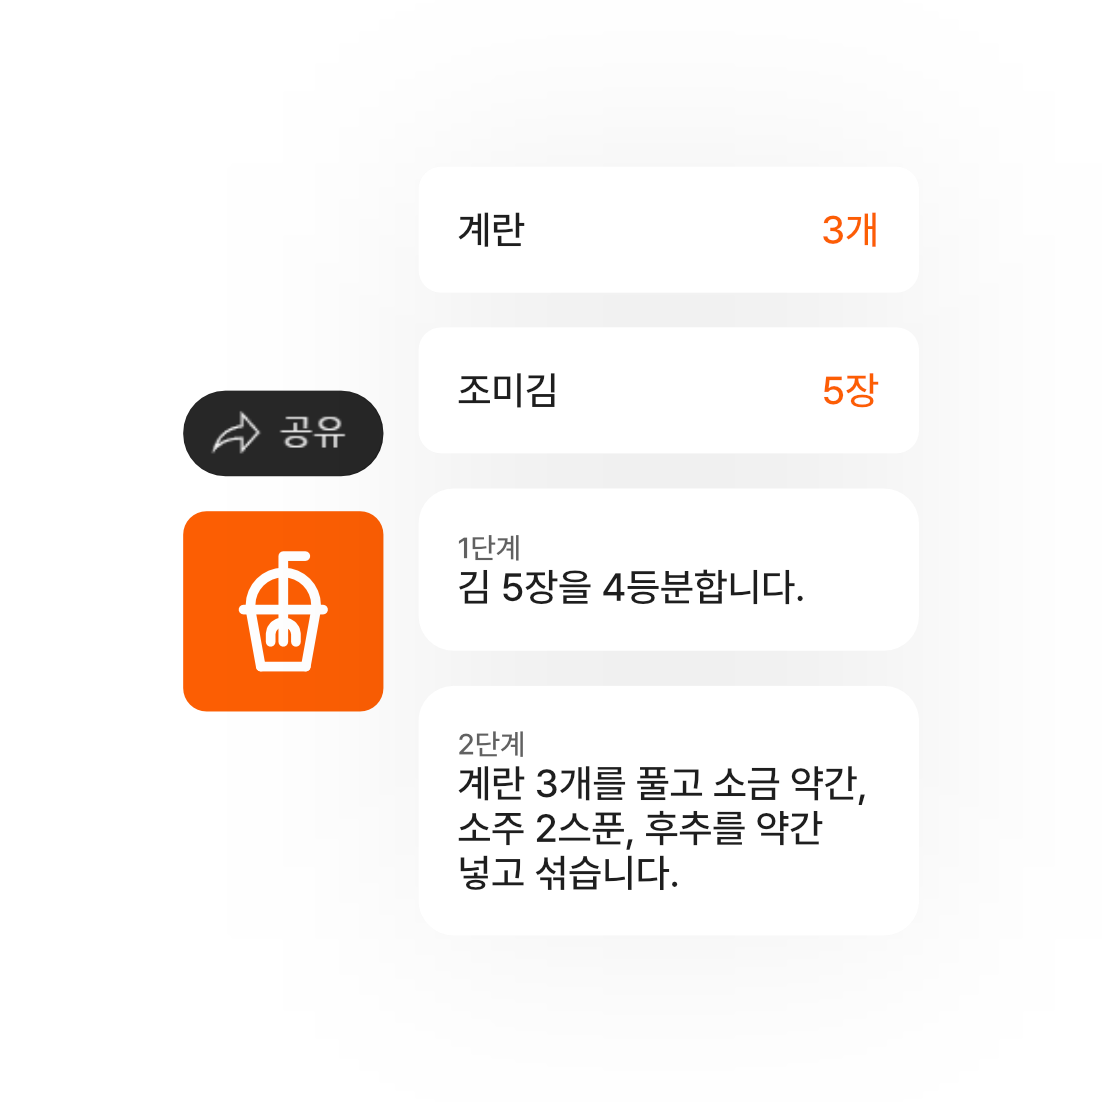 계란
3개
조미김
5장
공유
1단계
김 5장을 4등분합니다.
2단계
계란 3개를 풀고 소금 약간,
소주 2스푼, 후추를 약간
넣고 섞습니다.